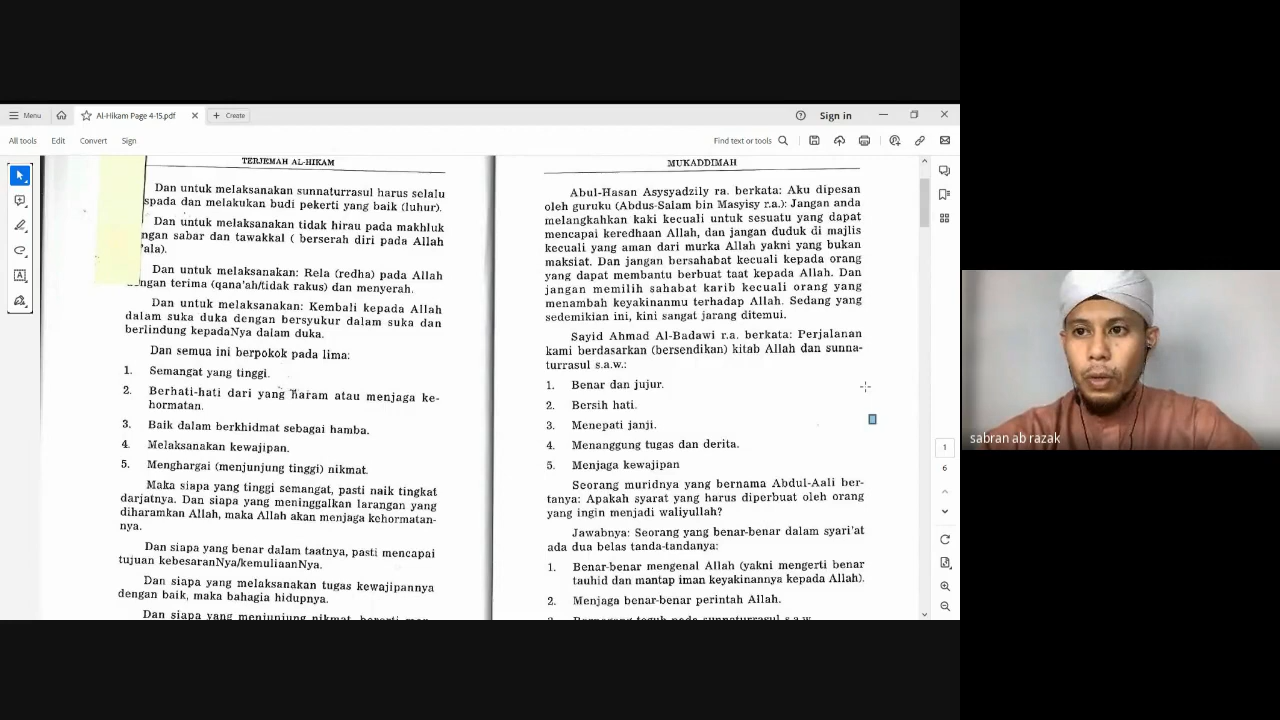 Menu
Al-Hikam Page 4-15.pdf
Create
Sign in
All tools
Edit
Convert
Sign
Find text or tools
TERJEMAH AL-HIKAM
Dan untuk melaksanakan sunnaturrasul harus selalu
spada dan melakukan budi pekerti yang baik (luhur).
Dan untuk melaksanakan tidak hirau pada makhluk
ngan sabar dan tawakkal ( berserah diri pada Allah
'ala).
Dan untuk melaksanakan: Rela (redha) pada Allah
engan terima (qana'ah/tidak rakus) dan menyerah.
Dan untuk melaksanakan: Kembali kepada Allah
dalam suka duka dengan bersyukur dalam suka dan
berlindung kepadaNya dalam duka.
Dan semua ini berpokok pada lima:
1. Semangat yang tinggi.
2. Berhati-hati dari yang haram atau menjaga ke-
hormatan.
3. Baik dalam berkhidmat sebagai hamba.
4. Melaksanakan kewajipan.
5. Menghargai (menjunjung tinggi) nikmat.
Maka siapa yang tinggi semangat, pasti naik tingkat
darjatnya. Dan siapa yang meninggalkan larangan yang
diharamkan Allah, maka Allah akan menjaga kehormatan-
nya.
Dan siapa yang benar dalam taatnya, pasti mencapai
tujuan kebesaranNya/kemuliaanNya.
Dan siapa yang melaksanakan tugas kewajipannya
dengan baik, maka bahagia hidupnya.
Dan siapa yang menjunjung nikmat, bererti
MUKADDIMAH
Abul-Hasan Asysyadzily ra. berkata: Aku dipesan
oleh guruku (Abdus-Salam bin Masyisy r.a.): Jangan anda
melangkahkan kaki kecuali untuk sesuatu yang dapat
mencapai keredhaan Allah, dan jangan duduk di majlis
kecuali yang aman dari murka Allah yakni yang bukan
maksiat. Dan jangan bersahabat kecuali kepada orang
yang dapat membantu berbuat taat kepada Allah. Dan
jangan memilih sahabat karib kecuali orang yang
menambah keyakinanmu terhadap Allah. Sedang yang
sedemikian ini, kini sangat jarang ditemui.
Sayid Ahmad Al-Badawi r.a. berkata: Perjalanan
kami berdasarkan (bersendikan) kitab Allah dan sunna-
turrasul s.a.w.:
1. Benar dan jujur.
2. Bersih hati.
3. Menepati janji.
4. Menanggung tugas dan derita.
5. Menjaga kewajipan
Seorang muridnya yang bernama Abdul-Aali ber-
tanya: Apakah syarat yang harus diperbuat oleh orang
yang ingin menjadi waliyullah?
Jawabnya: Seorang yang benar-benar dalam syari'at
ada dua belas tanda-tandanya:
1. Benar-benar mengenal Allah (yakni mengerti benar
tauhid dan mantap iman keyakinannya kepada Allah).
2. Menjaga benar-benar perintah Allah.
3. Berpegang teguh pada sunnaturrasul s.a.w.
1
6
sabran ab razak